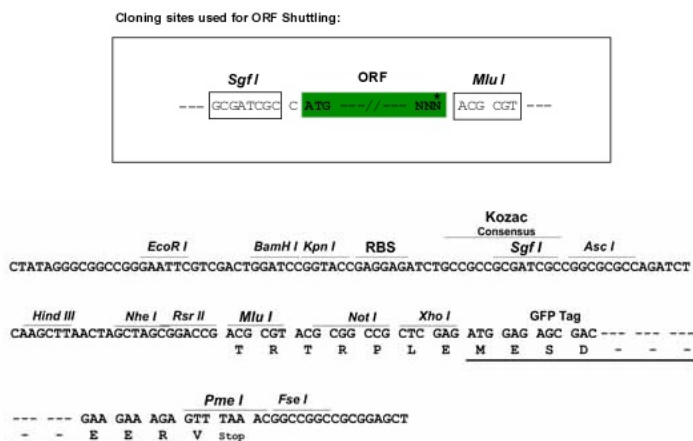 Cloning sites used for ORF Shuttling:
Sgf I ORF Mlu I
--- GCGATCGC C ATG ---//--- NNN* ACG CGT ---
Kozac
Consensus
EcoR I BamH I Kpn I RBS Sgf I Asc I
CTATAGGGCGGCCGGGAATTCGTCGACTGGATCCGGTACCGAGGAGATCTGCCGCCGCGATCGCCGGCGCGCCAGATCT
Hind III Nhe I Rsr II Mlu I Not I Xho I GFP Tag
CAAGCTTAACTAGCTAGCGGACCG ACG CGT ACG CGG CCG CTC GAG ATG GAG AGC GAC --- --- ---
T R T R P L E M E S D - - -
Pme I Fse I
--- --- GAA GAA AGA GTT TAA ACGGCCGGCCGCGGAGCT
- - E E R V Stop